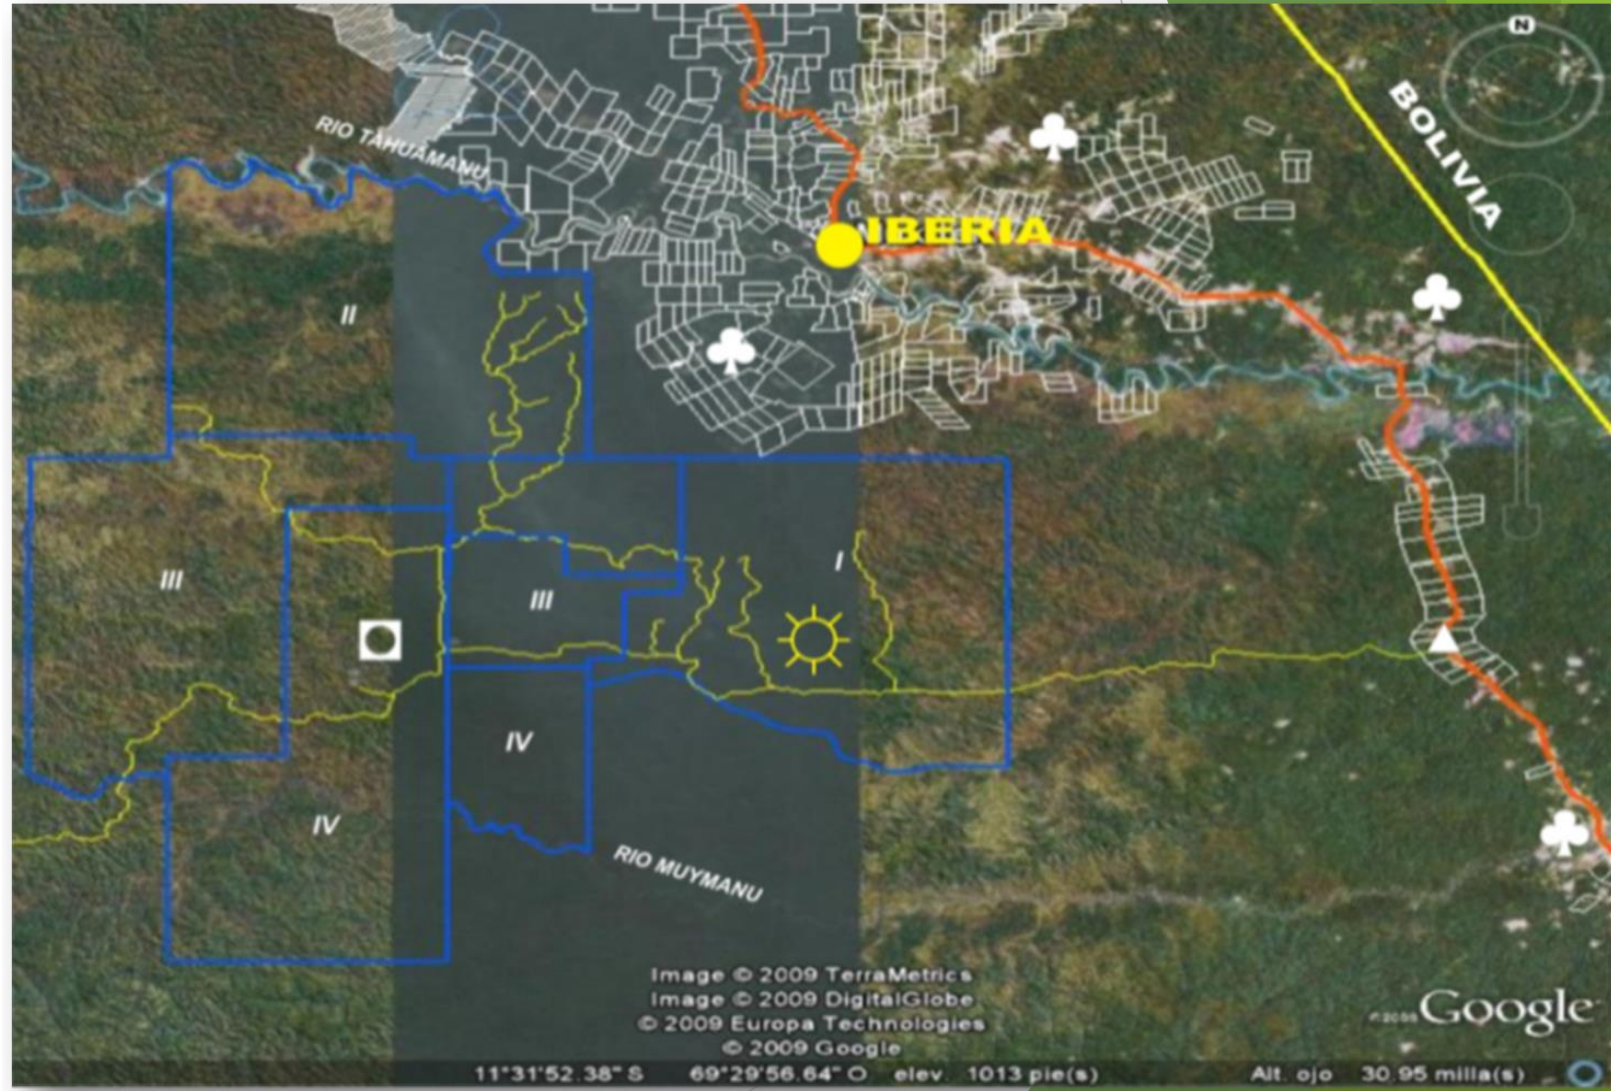 N
BOLIVIA
RIO TAHUAMANU
IBERIA
II
I
III
III
IV
IV
RIO MUYMANU
Image © 2009 TerraMetrics
Image © 2009 DigitalGlobe
© 2009 Europa Technologies
© 2009 Google
Google
11°31'52.38" S 69°29'56.64" O elev 1013 pie(s) Alt. ojo 30.95 milla(s)